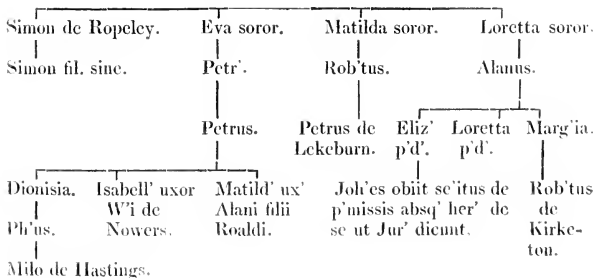 Simon de Ropeley. Eva soror. Matilda soror. Loretta soror.
Simon fil. sine. Petr'. Rob'tus. Alanus.
Petrus. Petrus de Eliz' Loretta Marg'ia.
Lekeburn. p'd'. p'd'.
Dionisia. Isabell' uxor Matild' ux' Joh'es obiit se'itus de Rob'tus
W'i de Alani filii p'missis absq' her' de de
Ph'us. Nowers. Roaldi. se ut Jur' dicunt. Kirke-
ton.
Milo de Hastings.